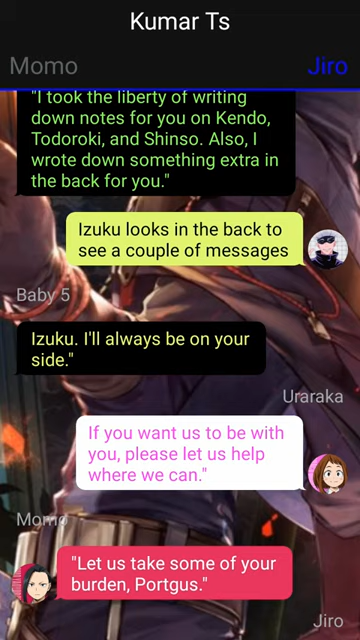 Kumar Ts
Momo
Jiro
"I took the liberty of writing
down notes for you on Kendo,
Todoroki, and Shinso. Also, I
wrote down something extra in
the back for you."
Izuku looks in the back to
see a couple of messages
Baby 5
Izuku. I'll always be on your
side."
Uraraka
If you want us to be with
you, please let us help
where we can."
Momo
"Let us take some of your
burden, Portgus."
Jiro